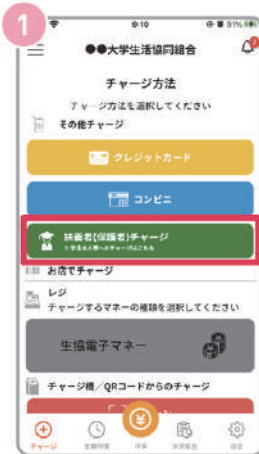 1
9:10
91%
●●大学生活協同組合
チャージ方法
チャージ方法を選択してください
その他チャージ
クレジットカード
コンビニ
扶養者(保護者)チャージ
お店でチャージ
レジ
チャージするマネーの種類を選択してください
生協電子マネー
チャージ機/QRコードからのチャージ
チャージ